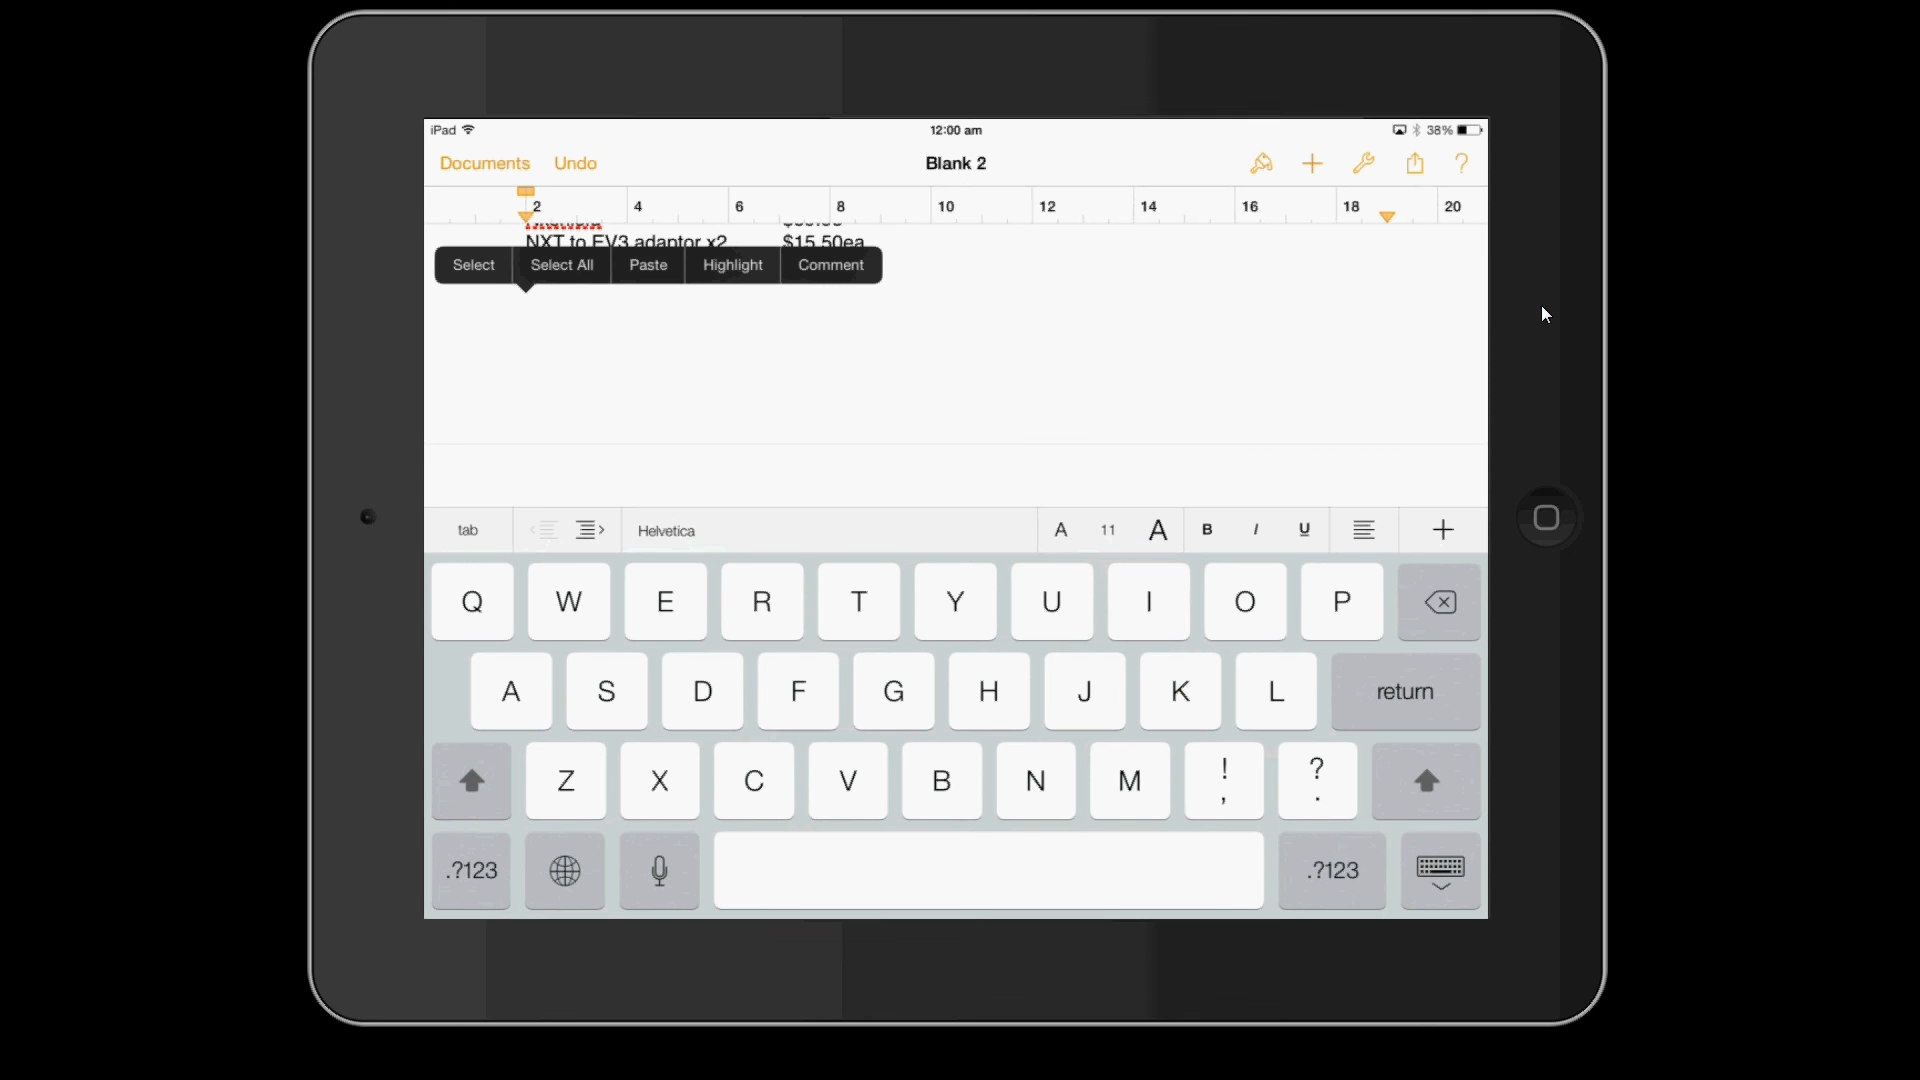 iPad 12:00 am 38%
Documents Undo Blank 2 ?
2 4 6 8 10 12 14 16 18 20
NXT to EV3 adaptor x2 $15.50ea
Select Select All Paste Highlight Comment
tab Helvetica A 11 A B I U +
Q W E R T Y U I O P
A S D F G H J K L return
Z X C V B N M ! , ? .
.?123 .?123